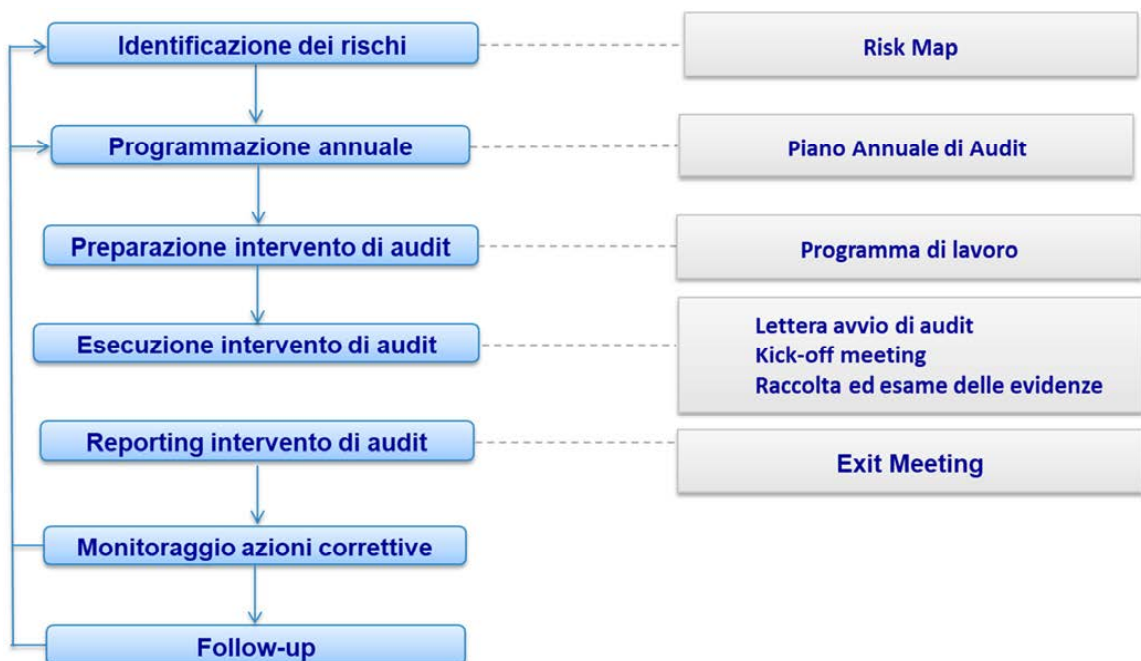 Identificazione dei rischi
Risk Map
Programmazione annuale
Piano Annuale di Audit
Preparazione intervento di audit
Programma di lavoro
Esecuzione intervento di audit
Lettera avvio di audit
Kick-off meeting
Raccolta ed esame delle evidenze
Reporting intervento di audit
Exit Meeting
Monitoraggio azioni correttive
Follow-up